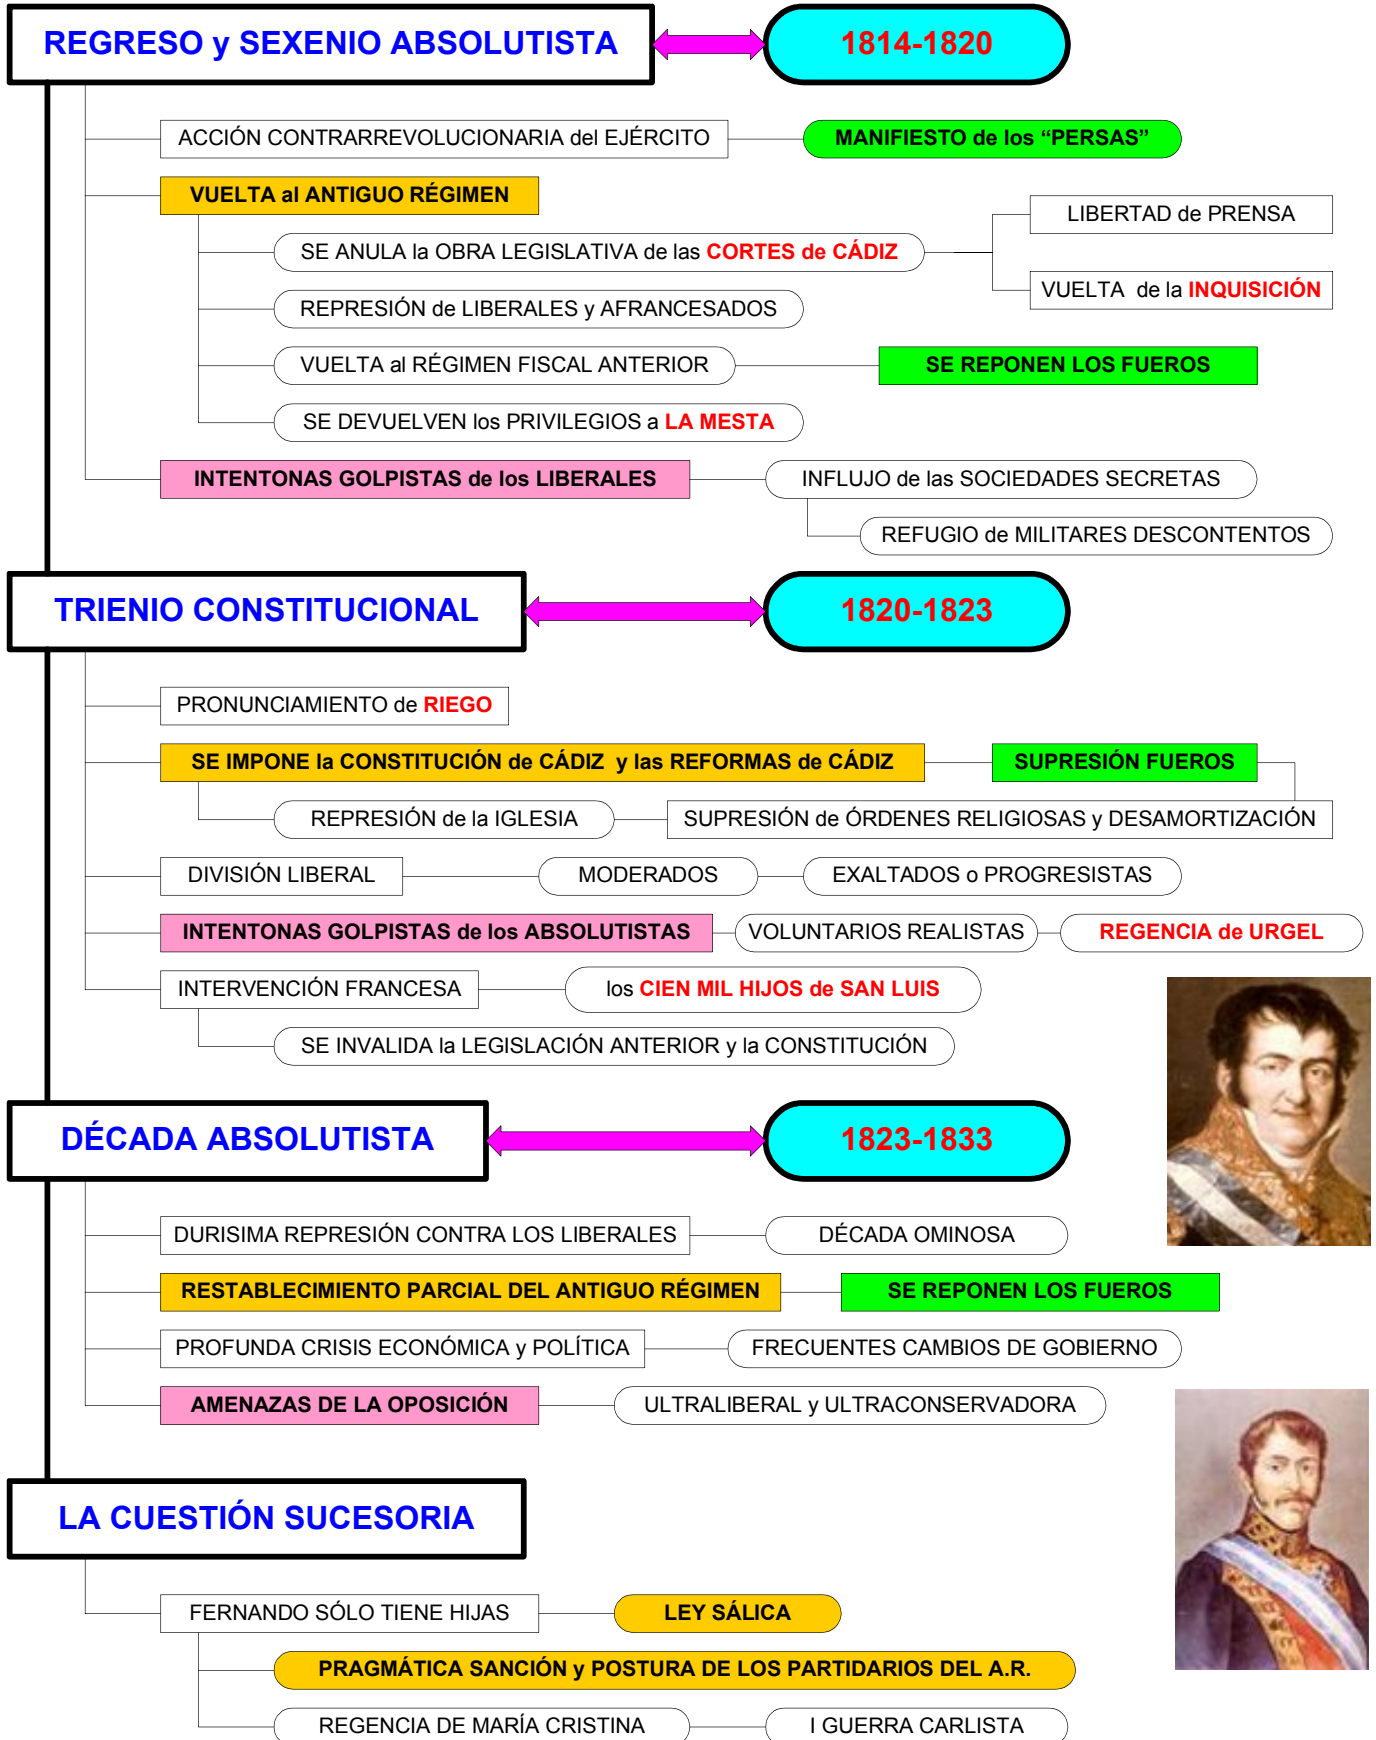 REGRESO y SEXENIO ABSOLUTISTA
1814-1820
ACCIÓN CONTRARREVOLUCIONARIA del EJÉRCITO
MANIFIESTO de los “PERSAS”
VUELTA al ANTIGUO RÉGIMEN
LIBERTAD de PRENSA
SE ANULA la OBRA LEGISLATIVA de las CORTES de CÁDIZ
VUELTA de la INQUISICIÓN
REPRESIÓN de LIBERALES y AFRANCESADOS
VUELTA al RÉGIMEN FISCAL ANTERIOR
SE REPONEN LOS FUEROS
SE DEVUELVEN los PRIVILEGIOS a LA MESTA
INTENTONAS GOLPISTAS de los LIBERALES
INFLUJO de las SOCIEDADES SECRETAS
REFUGIO de MILITARES DESCONTENTOS
TRIENIO CONSTITUCIONAL
1820-1823
PRONUNCIAMIENTO de RIEGO
SE IMPONE la CONSTITUCIÓN de CÁDIZ y las REFORMAS de CÁDIZ
SUPRESIÓN FUEROS
REPRESIÓN de la IGLESIA
SUPRESIÓN de ÓRDENES RELIGIOSAS y DESAMORTIZACIÓN
DIVISIÓN LIBERAL
MODERADOS
EXALTADOS o PROGRESISTAS
INTENTONAS GOLPISTAS de los ABSOLUTISTAS
VOLUNTARIOS REALISTAS
REGENCIA de URGEL
INTERVENCIÓN FRANCESA
los CIEN MIL HIJOS de SAN LUIS
SE INVALIDA la LEGISLACIÓN ANTERIOR y la CONSTITUCIÓN
DÉCADA ABSOLUTISTA
1823-1833
DURISIMA REPRESIÓN CONTRA LOS LIBERALES
DÉCADA OMINOSA
RESTABLECIMIENTO PARCIAL DEL ANTIGUO RÉGIMEN
SE REPONEN LOS FUEROS
PROFUNDA CRISIS ECONÓMICA y POLÍTICA
FRECUENTES CAMBIOS DE GOBIERNO
AMENAZAS DE LA OPOSICIÓN
ULTRALIBERAL y ULTRACONSERVADORA
LA CUESTIÓN SUCESORIA
FERNANDO SÓLO TIENE HIJAS
LEY SÁLICA
PRAGMÁTICA SANCIÓN y POSTURA DE LOS PARTIDARIOS DEL A.R.
REGENCIA DE MARÍA CRISTINA
I GUERRA CARLISTA